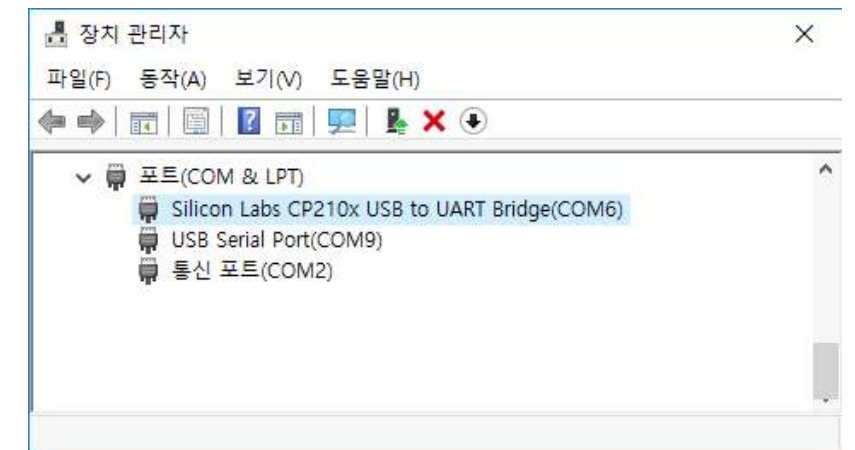 장치 관리자
파일(F) 동작(A) 보기(V) 도움말(H)
포트(COM & LPT)
Silicon Labs CP210x USB to UART Bridge(COM6)
USB Serial Port(COM9)
통신 포트(COM2)